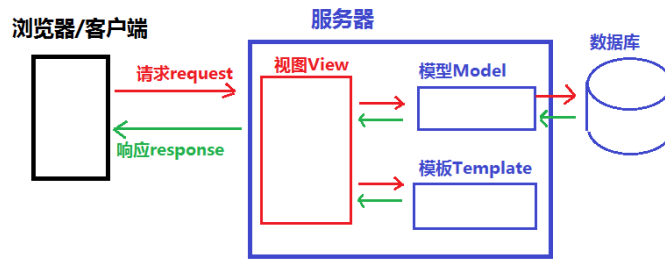 浏览器/客户端
服务器
数据库
请求request
视图View
模型Model
响应response
模板Template